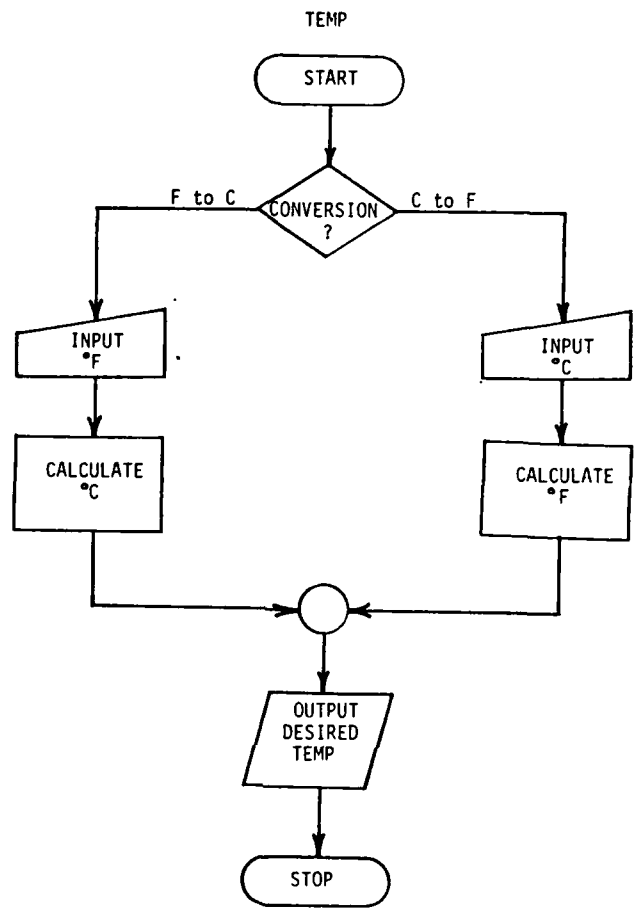 TEMP
START
F to C
CONVERSION
?
C to F
INPUT
°F
INPUT
°C
CALCULATE
°C
CALCULATE
°F
OUTPUT
DESIRED
TEMP
STOP